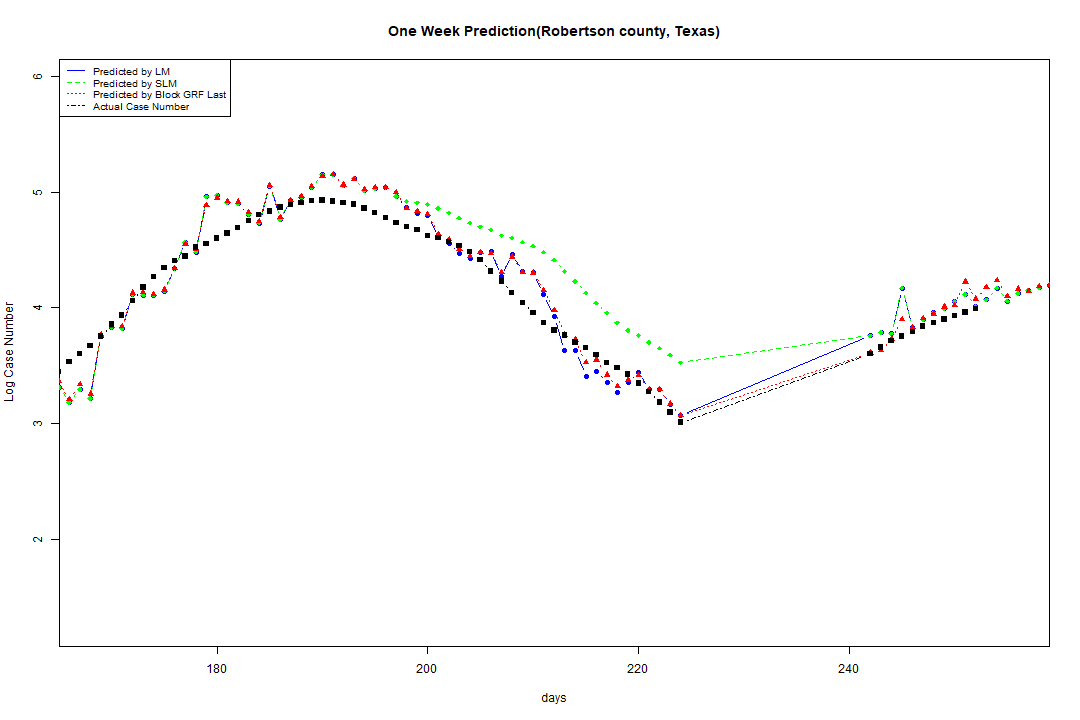 One Week Prediction(Robertson county, Texas)
Predicted by LM
Predicted by SLM
Predicted by Block GRF Last
Actual Case Number
6
5
4
3
2
Log Case Number
180 200 220 240
days